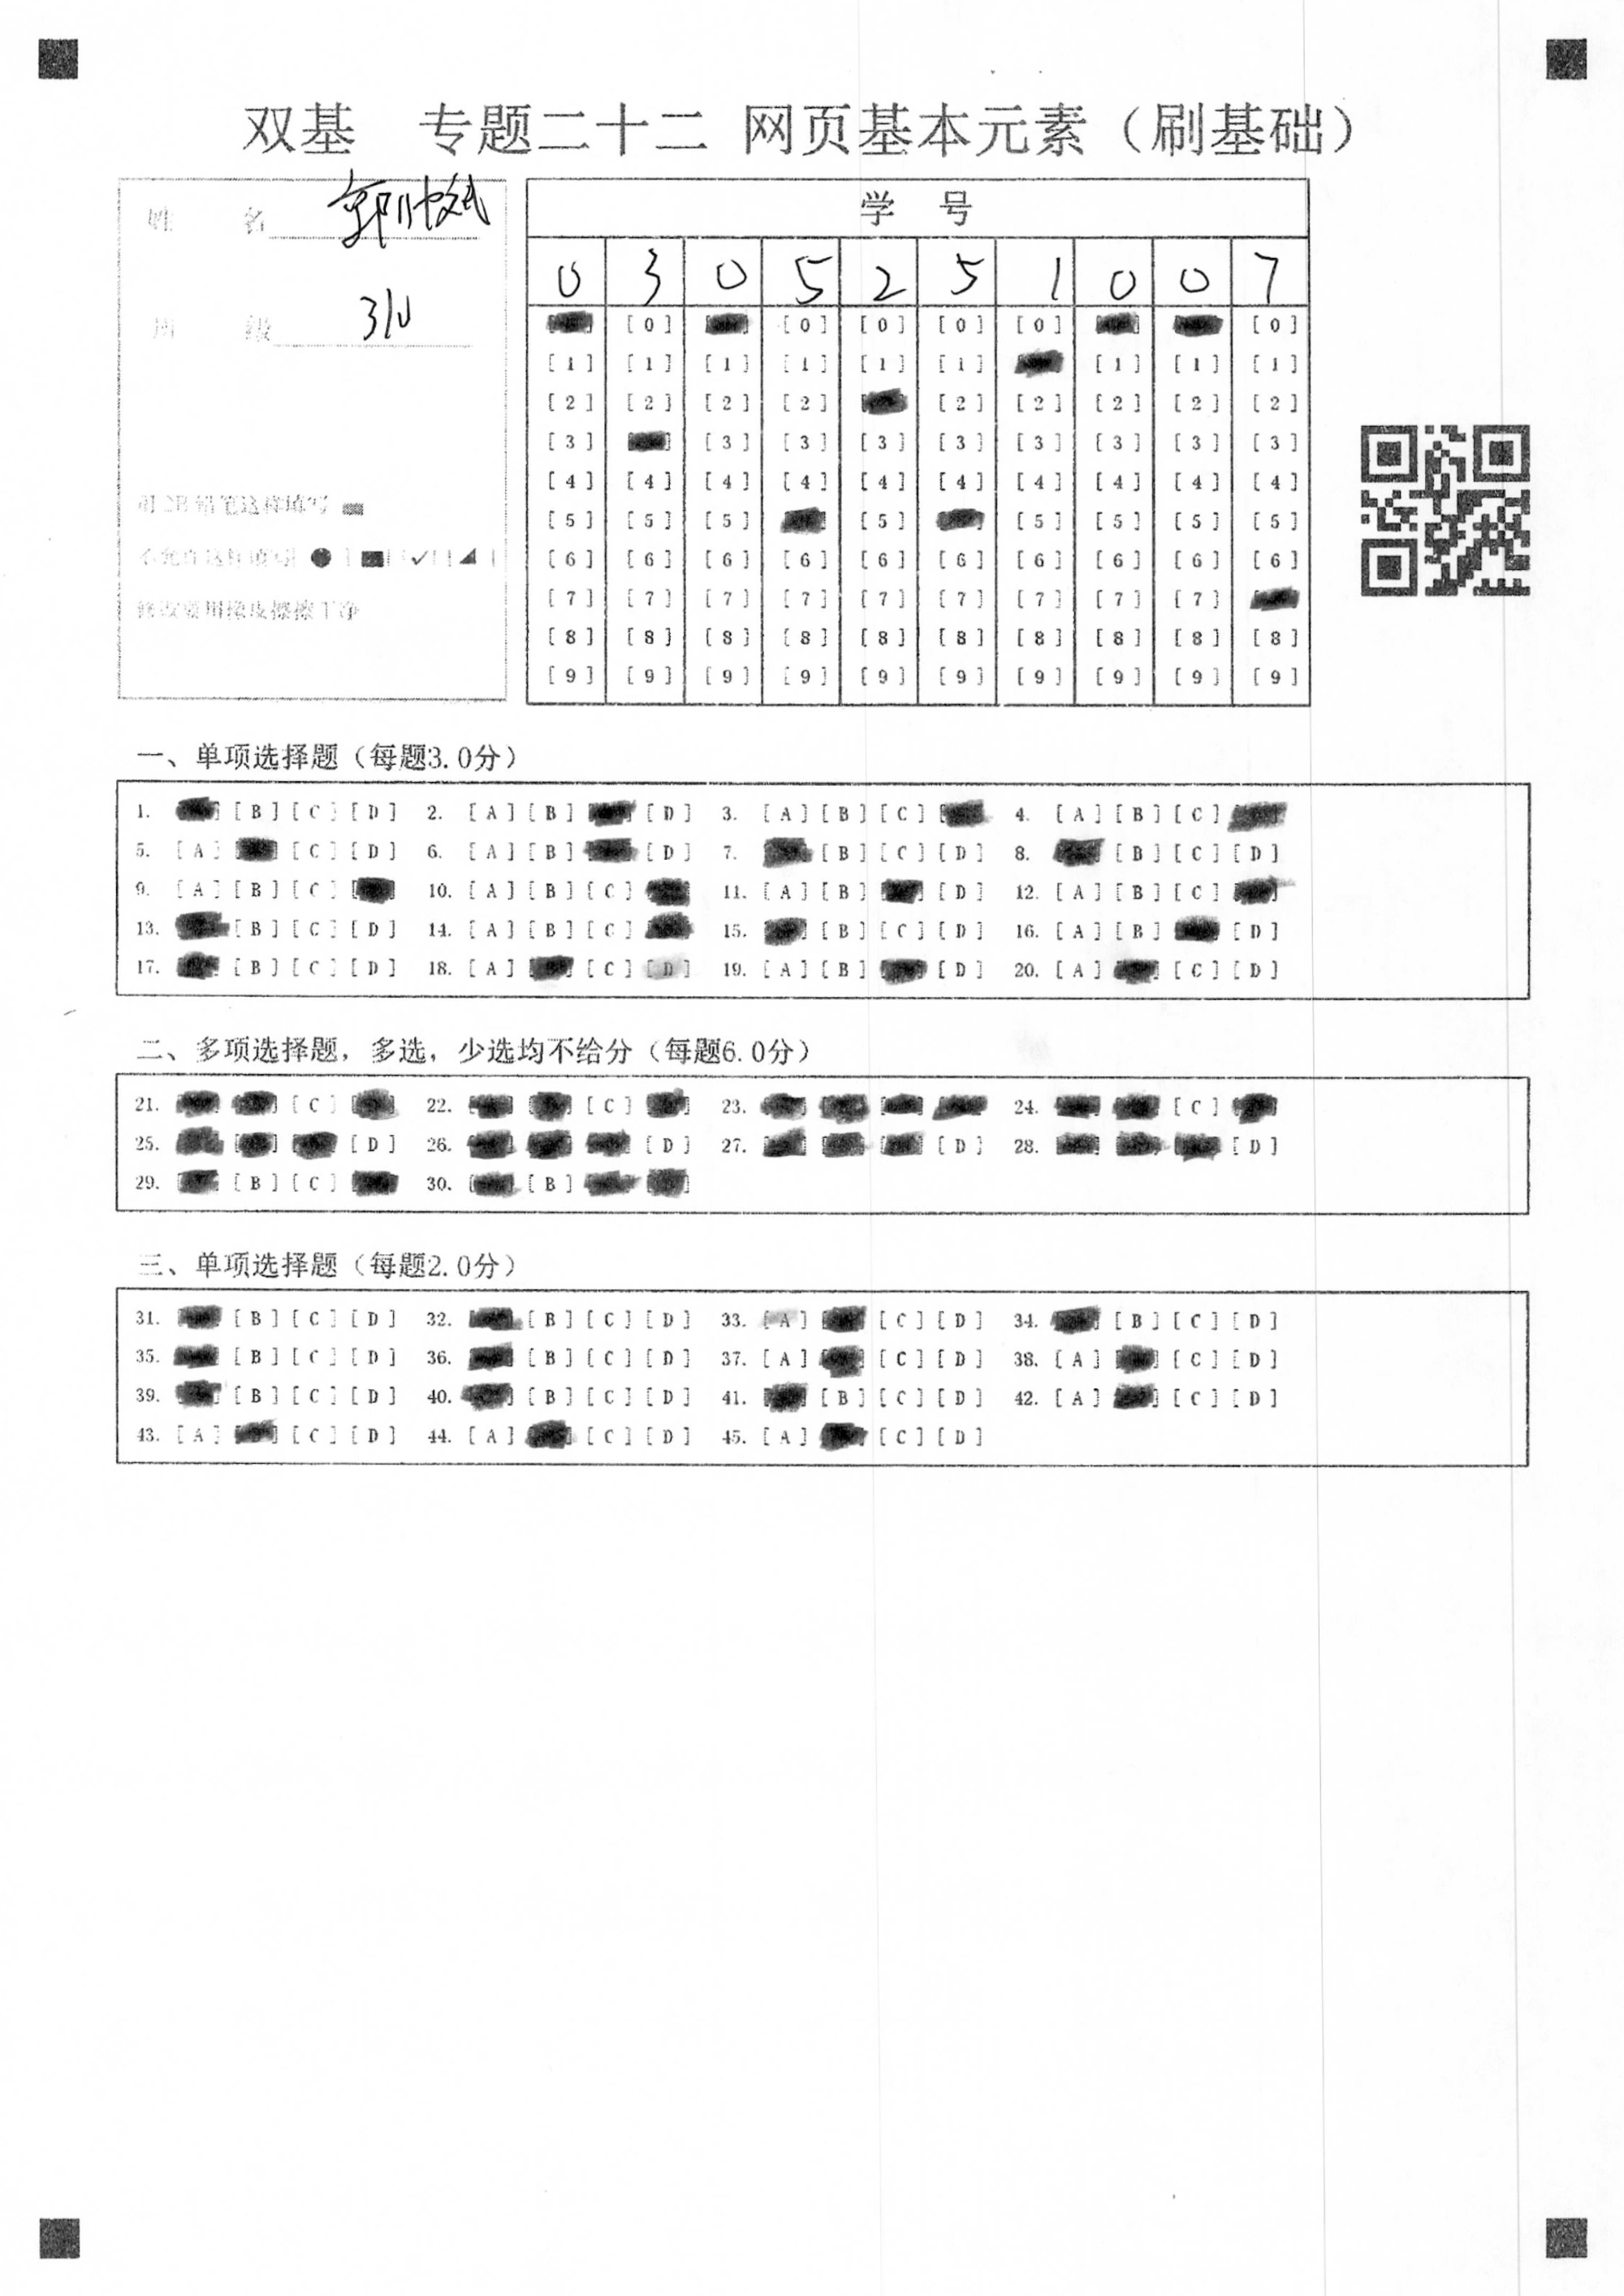 双基 专题二十二 网页基本元素（刷基础）
姓 名
学 号
0 3 0 5 2 5 1 0 0 7
级 310
[0] [0] [0] [0] [0] [0]
[1] [1] [1] [1] [1] [1] [1] [1] [1]
[2] [2] [2] [2] [2] [2] [2] [2] [2]
[3] [3] [3] [3] [3] [3] [3] [3] [3]
[4] [4] [4] [4] [4] [4] [4] [4] [4] [4]
[5] [5] [5] [5] [5] [5] [5] [5]
[6] [6] [6] [6] [6] [6] [6] [6] [6] [6]
[7] [7] [7] [7] [7] [7] [7] [7] [7]
[8] [8] [8] [8] [8] [8] [8] [8] [8] [8]
[9] [9] [9] [9] [9] [9] [9] [9] [9] [9]
用2B铅笔这样填写
修改要用橡皮擦擦干净
一、单项选择题（每题3.0分）
1. [B] [C] [D] 2. [A] [B] [D] 3. [A] [B] [C] 4. [A] [B] [C]
5. [A] [C] [D] 6. [A] [B] [D] 7. [B] [C] [D] 8. [B] [C] [D]
9. [A] [B] [C] 10. [A] [B] [C] 11. [A] [B] [D] 12. [A] [B] [C]
13. [B] [C] [D] 14. [A] [B] [C] 15. [B] [C] [D] 16. [A] [B] [D]
17. [B] [C] [D] 18. [A] [C] [D] 19. [A] [B] [D] 20. [A] [C] [D]
二、多项选择题，多选，少选均不给分（每题6.0分）
21. [C] 22. [C] 23. 24. [C]
25. [D] 26. [D] 27. [D] 28. [D]
29. [B] [C] 30. [B]
三、单项选择题（每题2.0分）
31. [B] [C] [D] 32. [B] [C] [D] 33. [A] [C] [D] 34. [B] [C] [D]
35. [B] [C] [D] 36. [B] [C] [D] 37. [A] [C] [D] 38. [A] [C] [D]
39. [B] [C] [D] 40. [B] [C] [D] 41. [B] [C] [D] 42. [A] [C] [D]
43. [A] [C] [D] 44. [A] [C] [D] 45. [A] [C] [D]